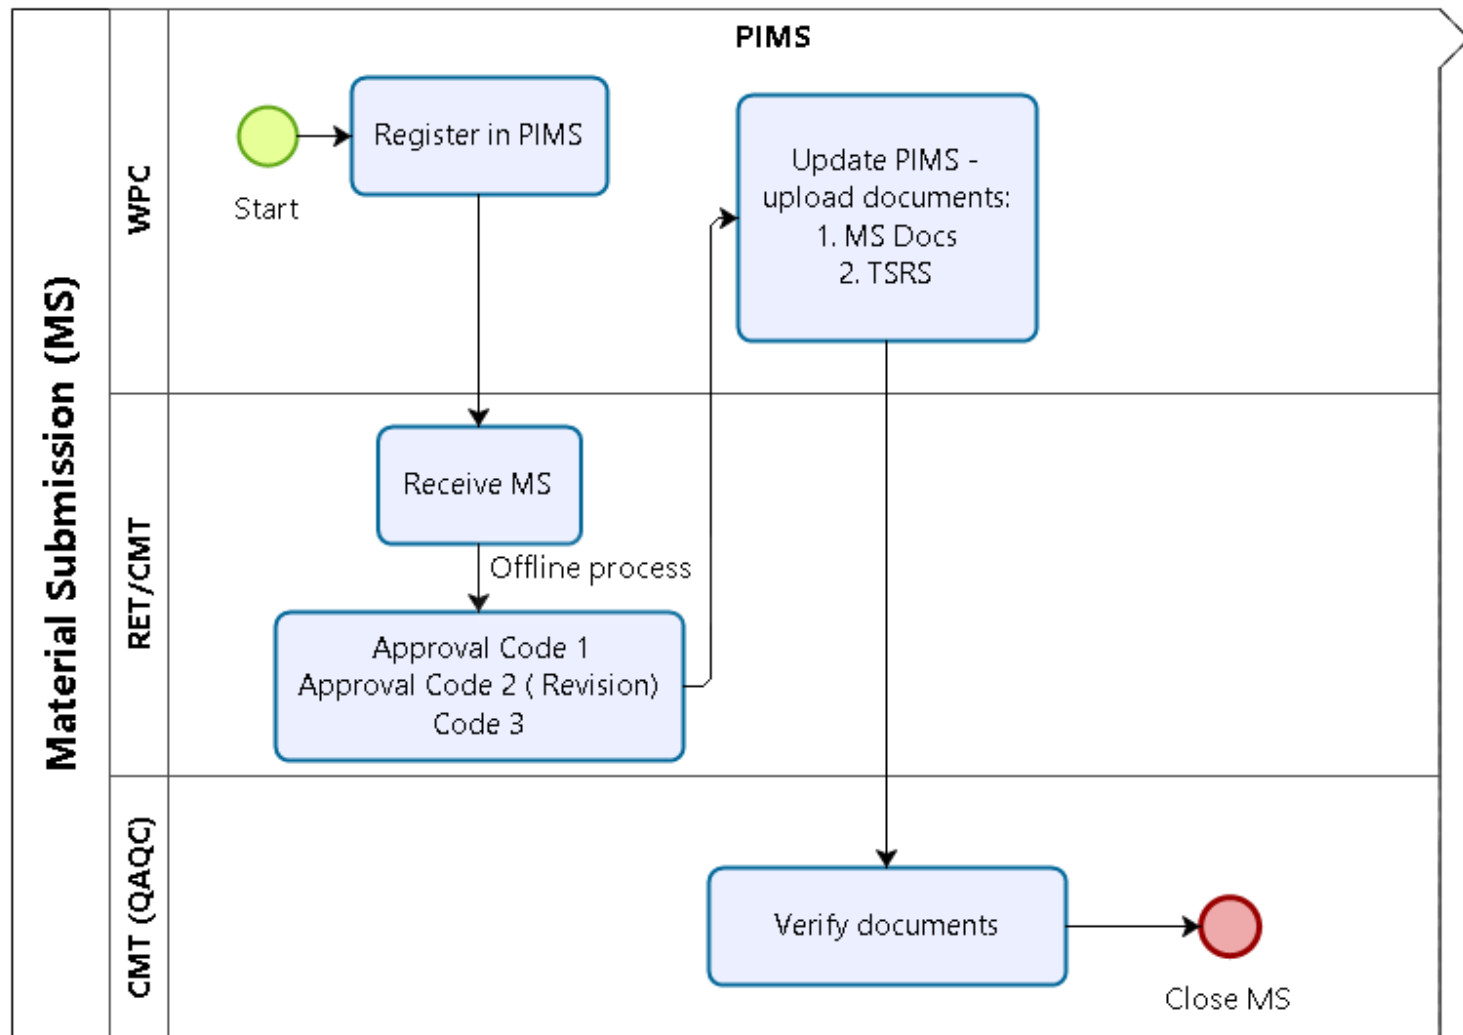 PIMS
Material Submission (MS)
WPC
Start
Register in PIMS
Update PIMS -
upload documents:
1. MS Docs
2. TSRS
RET/CMT
Receive MS
Offline process
Approval Code 1
Approval Code 2 ( Revision)
Code 3
CMT (QAQC)
Verify documents
Close MS